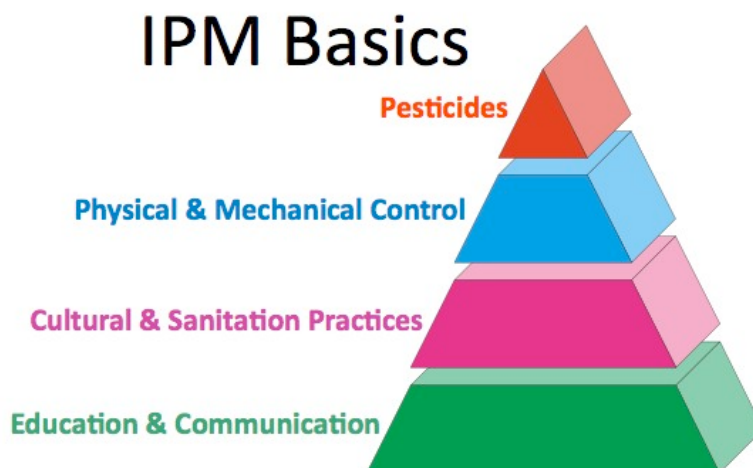 IPM Basics
Pesticides
Physical & Mechanical Control
Cultural & Sanitation Practices
Education & Communication